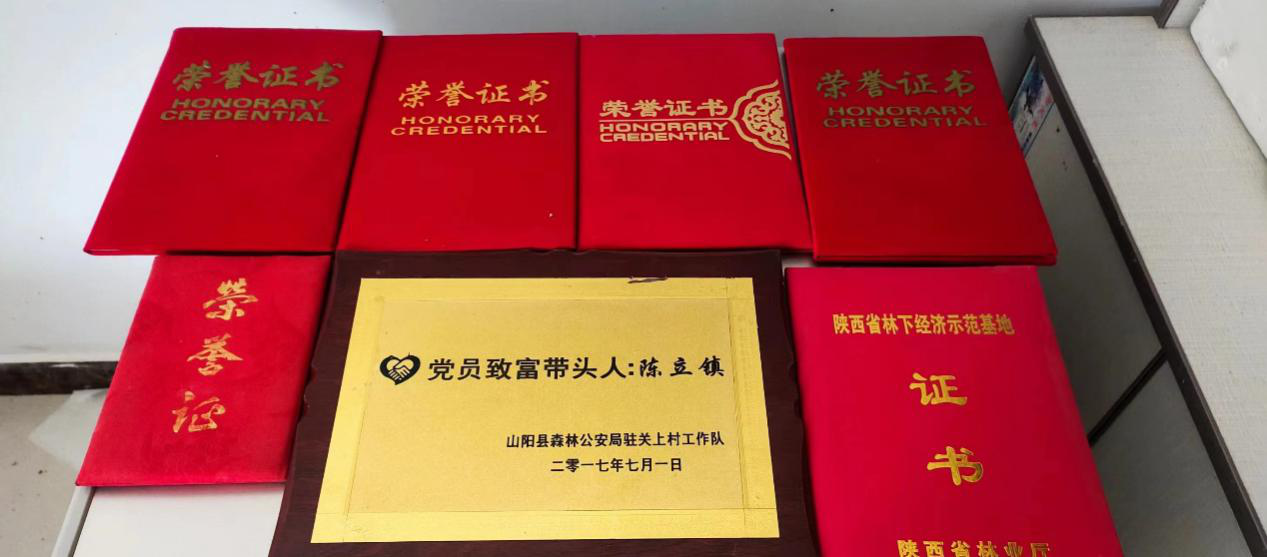 荣誉证书
HONORARY
CREDENTIAL
荣誉证书
HONORARY
CREDENTIAL
荣誉证书
HONORARY
CREDENTIAL
荣誉证书
HONORARY
CREDENTIAL
荣誉证
党员致富带头人:陈立镇
山阳县森林公安局驻关上村工作队
二零一七年七月一日
陕西省林下经济示范基地
证书
陕西省林业厅